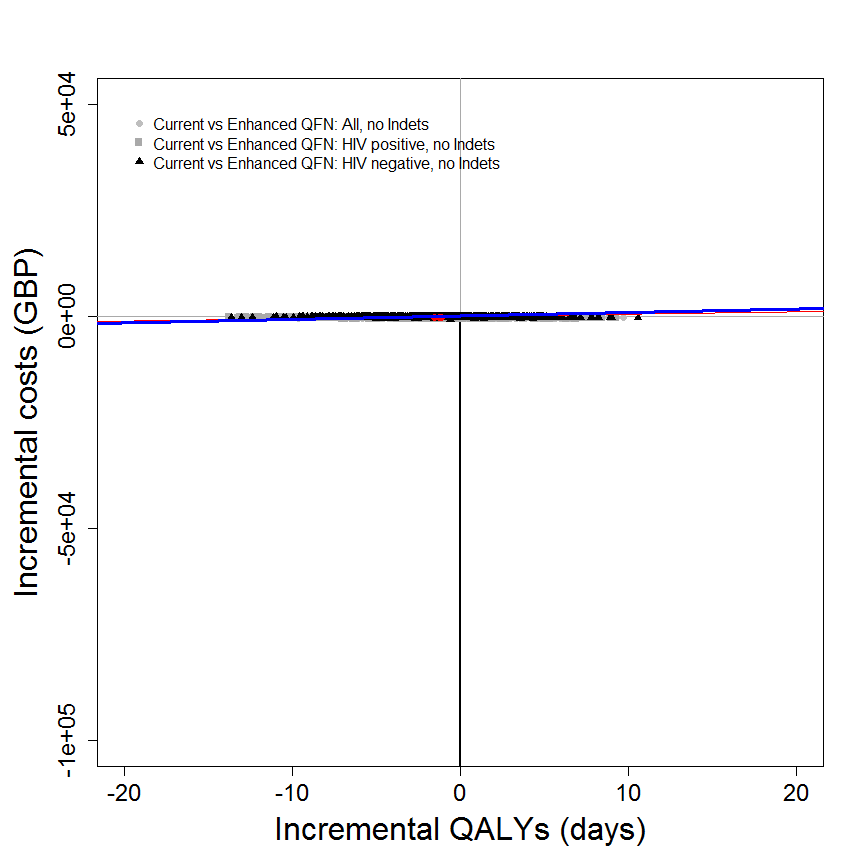 Current vs Enhanced QFN: All, no Indets
Current vs Enhanced QFN: HIV positive, no Indets
Current vs Enhanced QFN: HIV negative, no Indets
Incremental costs (GBP)
5e+04
0e+00
-5e+04
-1e+05
-20 -10 0 10 20
Incremental QALYs (days)